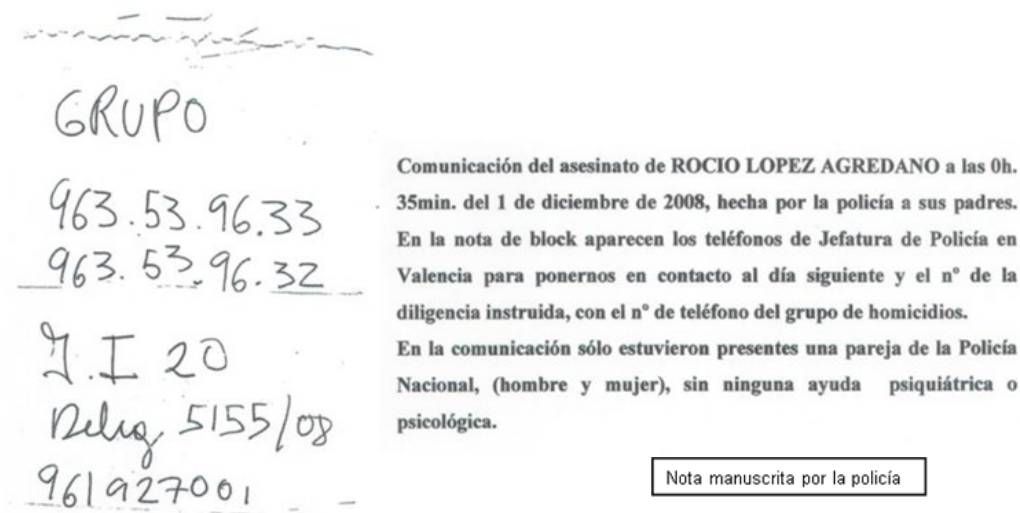 GRUPO
963.53.96.33
963.53.96.32
J.I 20
Delig. 5155/08
961927001
Comunicación del asesinato de ROCIO LOPEZ AGREDANO a las 0h.
35min. del 1 de diciembre de 2008, hecha por la policía a sus padres.
En la nota de block aparecen los teléfonos de Jefatura de Policía en
Valencia para ponernos en contacto al día siguiente y el nº de la
diligencia instruida, con el nº de teléfono del grupo de homicidios.
En la comunicación sólo estuvieron presentes una pareja de la Policía
Nacional, (hombre y mujer), sin ninguna ayuda psiquiátrica o
psicológica.
Nota manuscrita por la policía